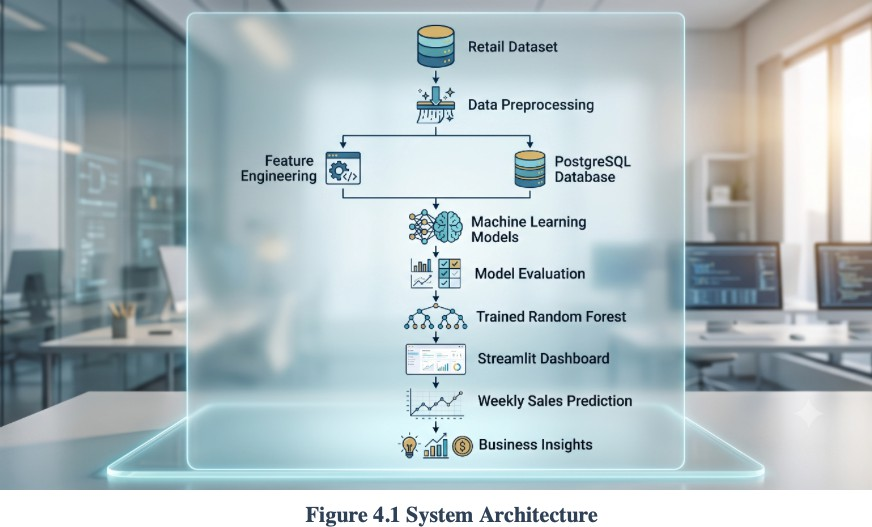 Retail Dataset
Data Preprocessing
Feature
Engineering
PostgreSQL
Database
Machine Learning
Models
Model Evaluation
Trained Random Forest
Streamlit Dashboard
Weekly Sales Prediction
Business Insights
Figure 4.1 System Architecture